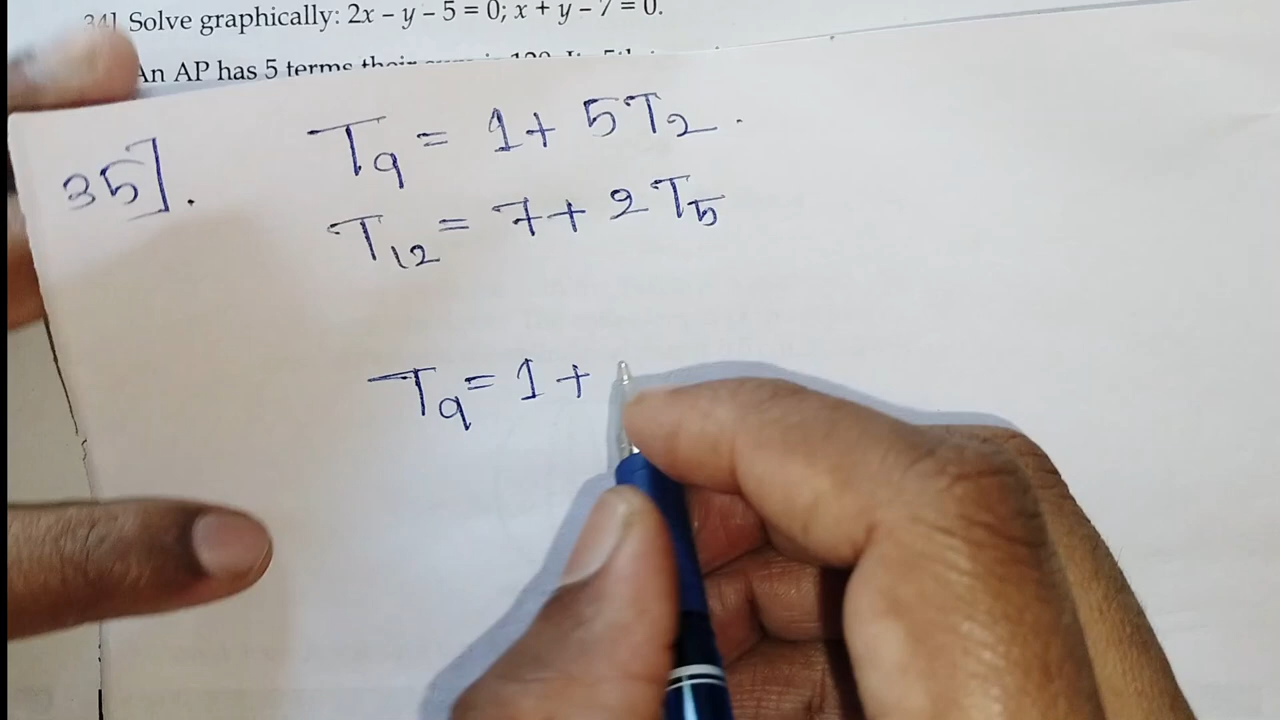 34] Solve graphically: 2x – y – 5 = 0; x + y – 7 = 0.
An AP has 5 terms their
35]. T9 = 1 + 5T2.
T12 = 7 + 2T5
T9 = 1 +